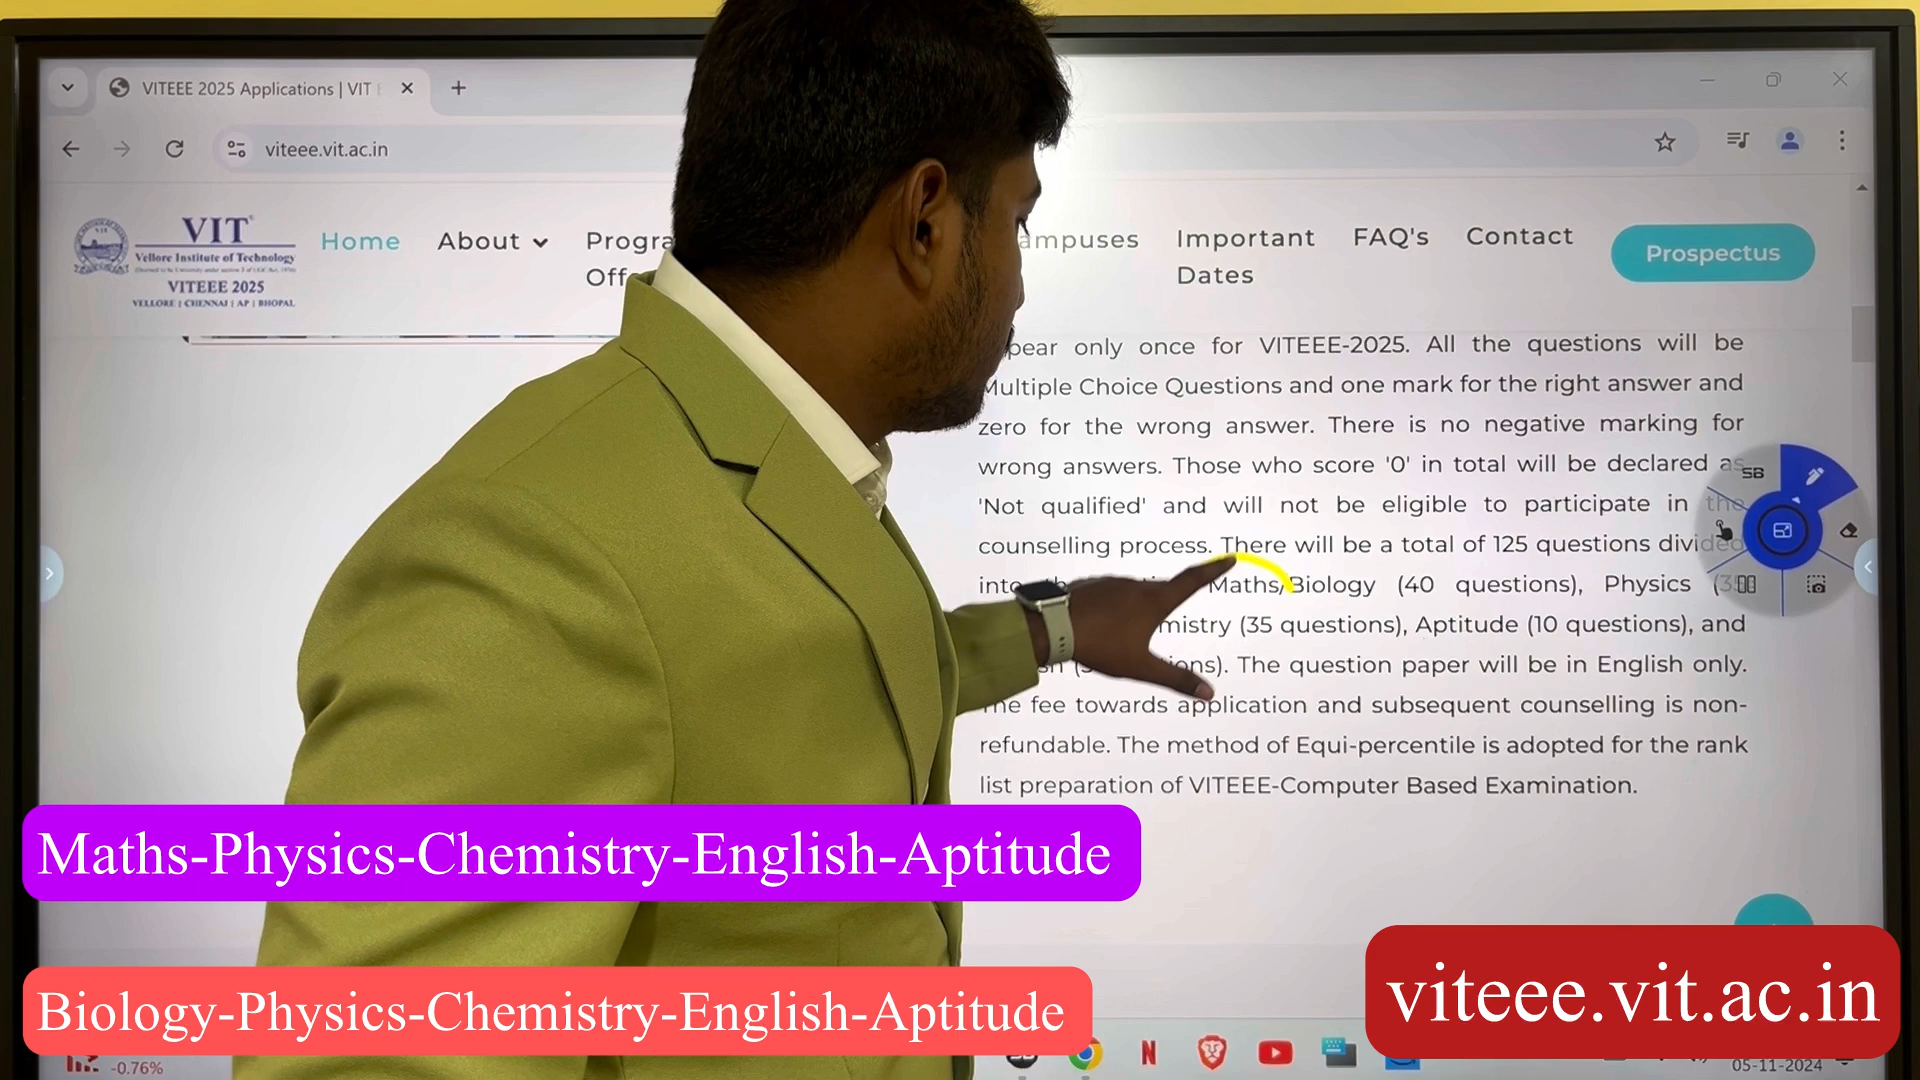 VITEEE 2025 Applications | VIT
viteee.vit.ac.in
VIT
Vellore Institute of Technology
VITEEE 2025
VELLORE | CHENNAI | AP | BHOPAL
Home
About
Progra
Off
ampuses
Important
Dates
FAQ's
Contact
Prospectus
pear only once for VITEEE-2025. All the questions will be
Multiple Choice Questions and one mark for the right answer and
zero for the wrong answer. There is no negative marking for
wrong answers. Those who score '0' in total will be declared as
'Not qualified' and will not be eligible to participate in the
counselling process. There will be a total of 125 questions divided
into Maths/Biology (40 questions), Physics (35
mistry (35 questions), Aptitude (10 questions), and
ons). The question paper will be in English only.
The fee towards application and subsequent counselling is non-
refundable. The method of Equi-percentile is adopted for the rank
list preparation of VITEEE-Computer Based Examination.
SB
Maths-Physics-Chemistry-English-Aptitude
Biology-Physics-Chemistry-English-Aptitude
viteee.vit.ac.in
-0.76%
N
05-11-2024